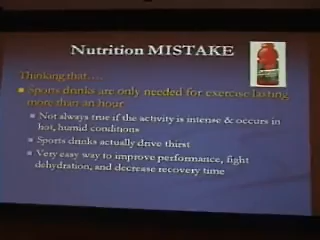 Nutrition MISTAKE
Thinking that….
Sports drinks are only needed for exercise lasting
more than an hour
Not always true if the activity is intense & occurs in
hot, humid conditions
Sports drinks actually drive thirst
Very easy way to improve performance, fight
dehydration, and decrease recovery time